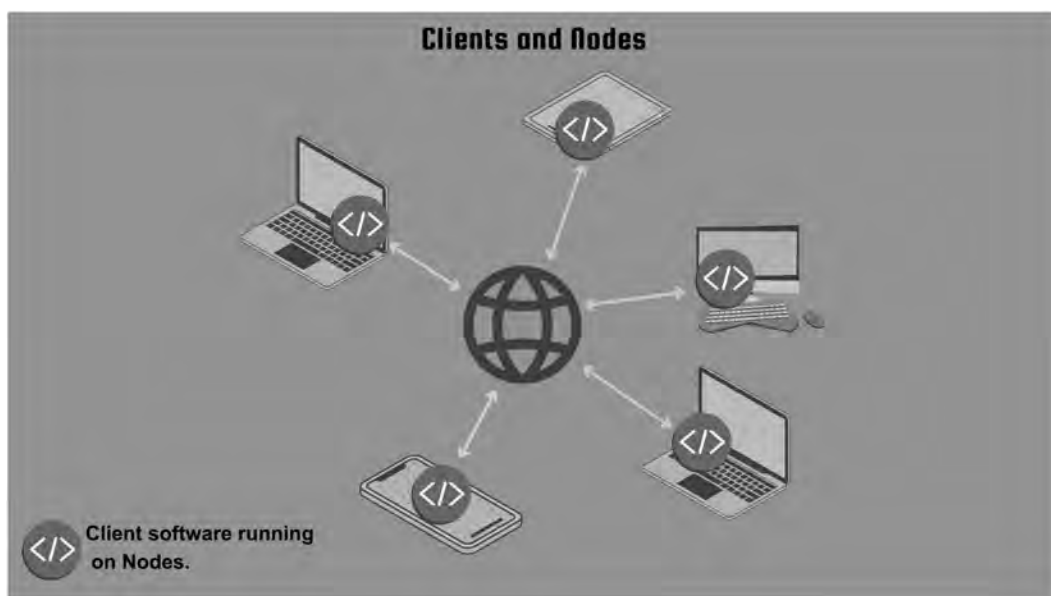 Clients and Nodes
</>
</>
</>
</>
</>
</>
Client software running
on Nodes.